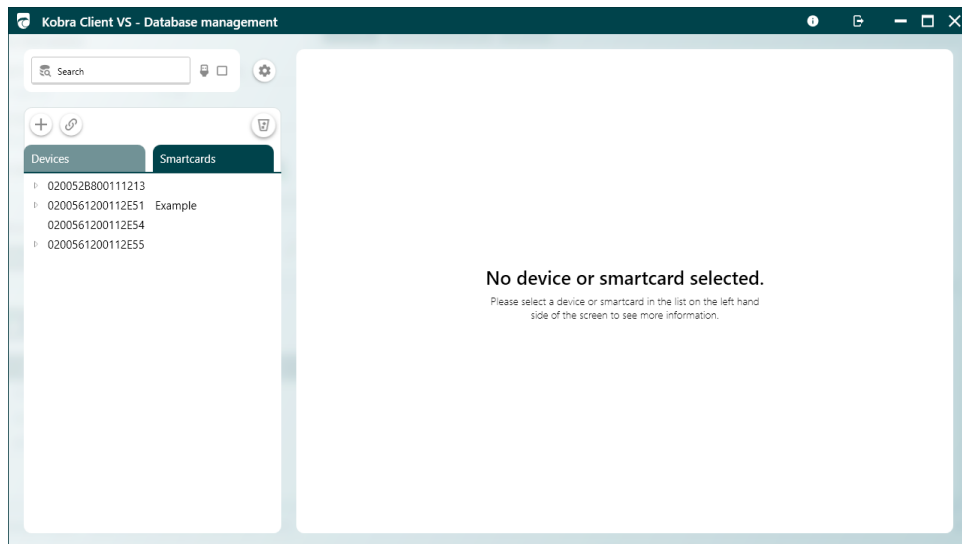 Kobra Client VS - Database management
Search
Devices
Smartcards
020052B800111213
0200561200112E51 Example
0200561200112E54
0200561200112E55
No device or smartcard selected.
Please select a device or smartcard in the list on the left hand
side of the screen to see more information.